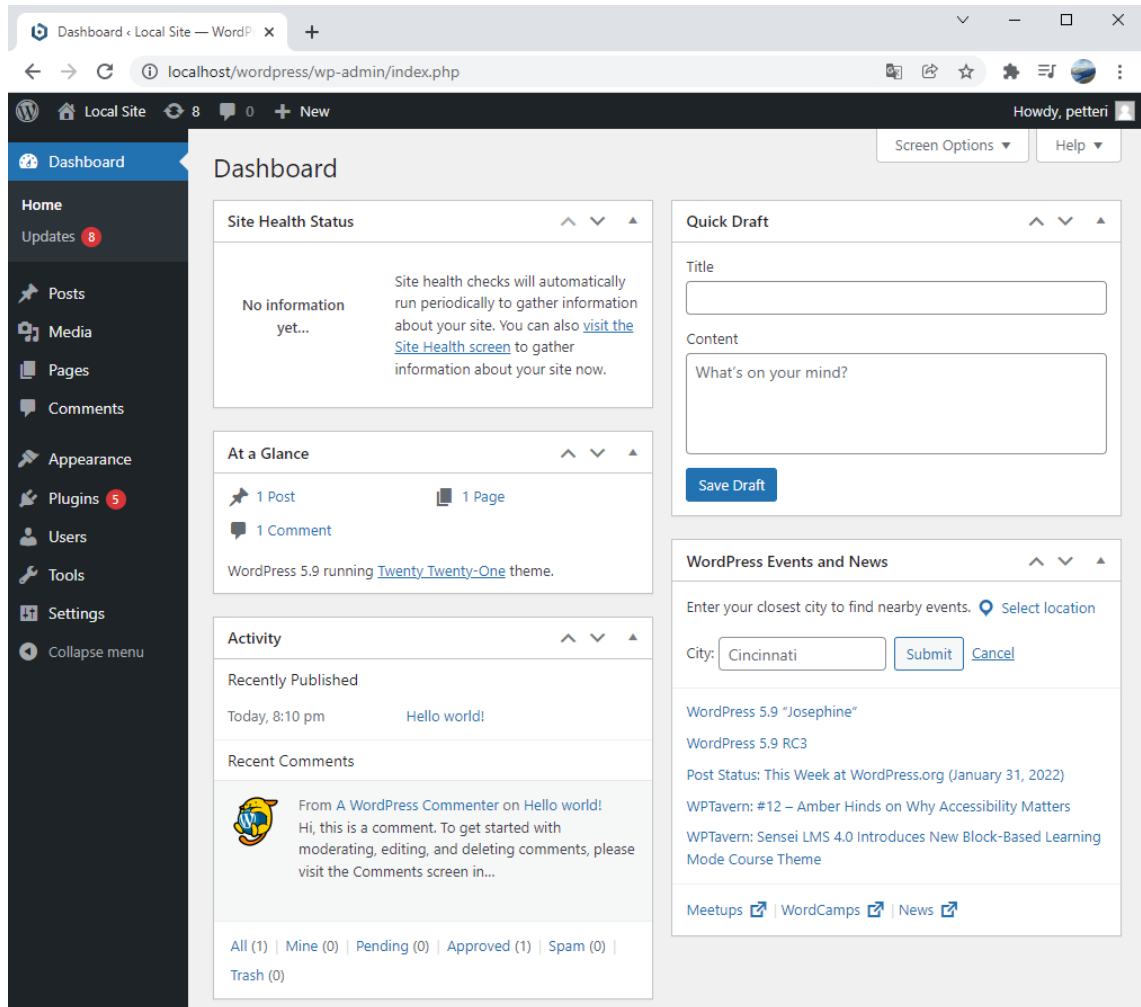 Dashboard ‹ Local Site — WordP
localhost/wordpress/wp-admin/index.php
Local Site 8 0 New
Howdy, petteri
Screen Options
Help
Dashboard
Home
Updates 8
Posts
Media
Pages
Comments
Appearance
Plugins 5
Users
Tools
Settings
Collapse menu
Dashboard
Site Health Status
No information
yet...
Site health checks will automatically
run periodically to gather information
about your site. You can also visit the
Site Health screen to gather
information about your site now.
At a Glance
1 Post
1 Page
1 Comment
WordPress 5.9 running Twenty Twenty-One theme.
Activity
Recently Published
Today, 8:10 pm Hello world!
Recent Comments
From A WordPress Commenter on Hello world!
Hi, this is a comment. To get started with
moderating, editing, and deleting comments, please
visit the Comments screen in...
All (1) | Mine (0) | Pending (0) | Approved (1) | Spam (0) |
Trash (0)
Quick Draft
Title
Content
What's on your mind?
Save Draft
WordPress Events and News
Enter your closest city to find nearby events. Select location
City: Cincinnati Submit Cancel
WordPress 5.9 “Josephine”
WordPress 5.9 RC3
Post Status: This Week at WordPress.org (January 31, 2022)
WPTavern: #12 – Amber Hinds on Why Accessibility Matters
WPTavern: Sensei LMS 4.0 Introduces New Block-Based Learning
Mode Course Theme
Meetups | WordCamps | News